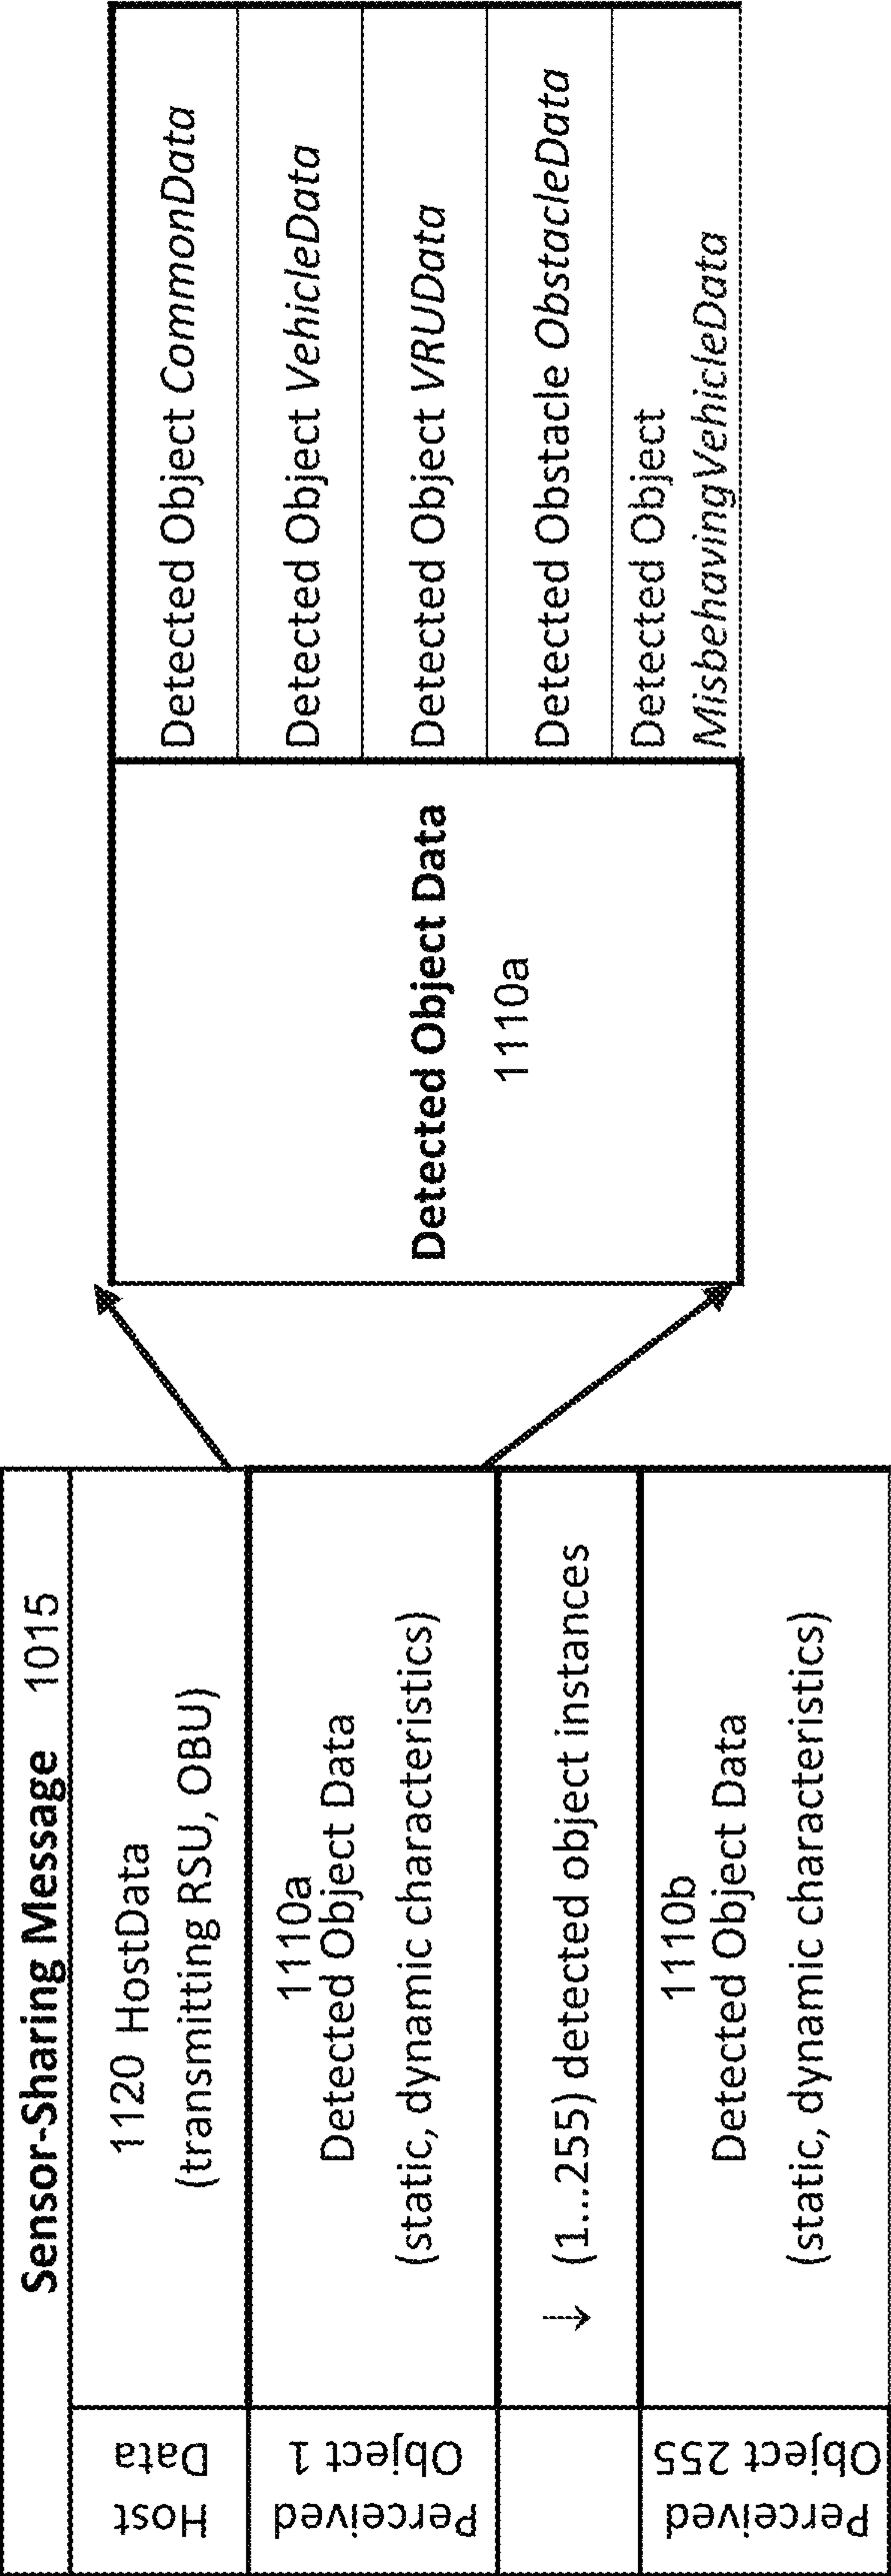 Sensor-Sharing Message 1015
Host
Data
1120 HostData
(transmitting RSU, OBU)
Perceived
Object 1
1110a
Detected Object Data
(static, dynamic characteristics)
↓ (1...255) detected object instances
Perceived
Object 255
1110b
Detected Object Data
(static, dynamic characteristics)
Detected Object Data
1110a
Detected Object CommonData
Detected Object VehicleData
Detected Object VRUData
Detected Obstacle ObstacleData
Detected Object
MisbehavingVehicleData